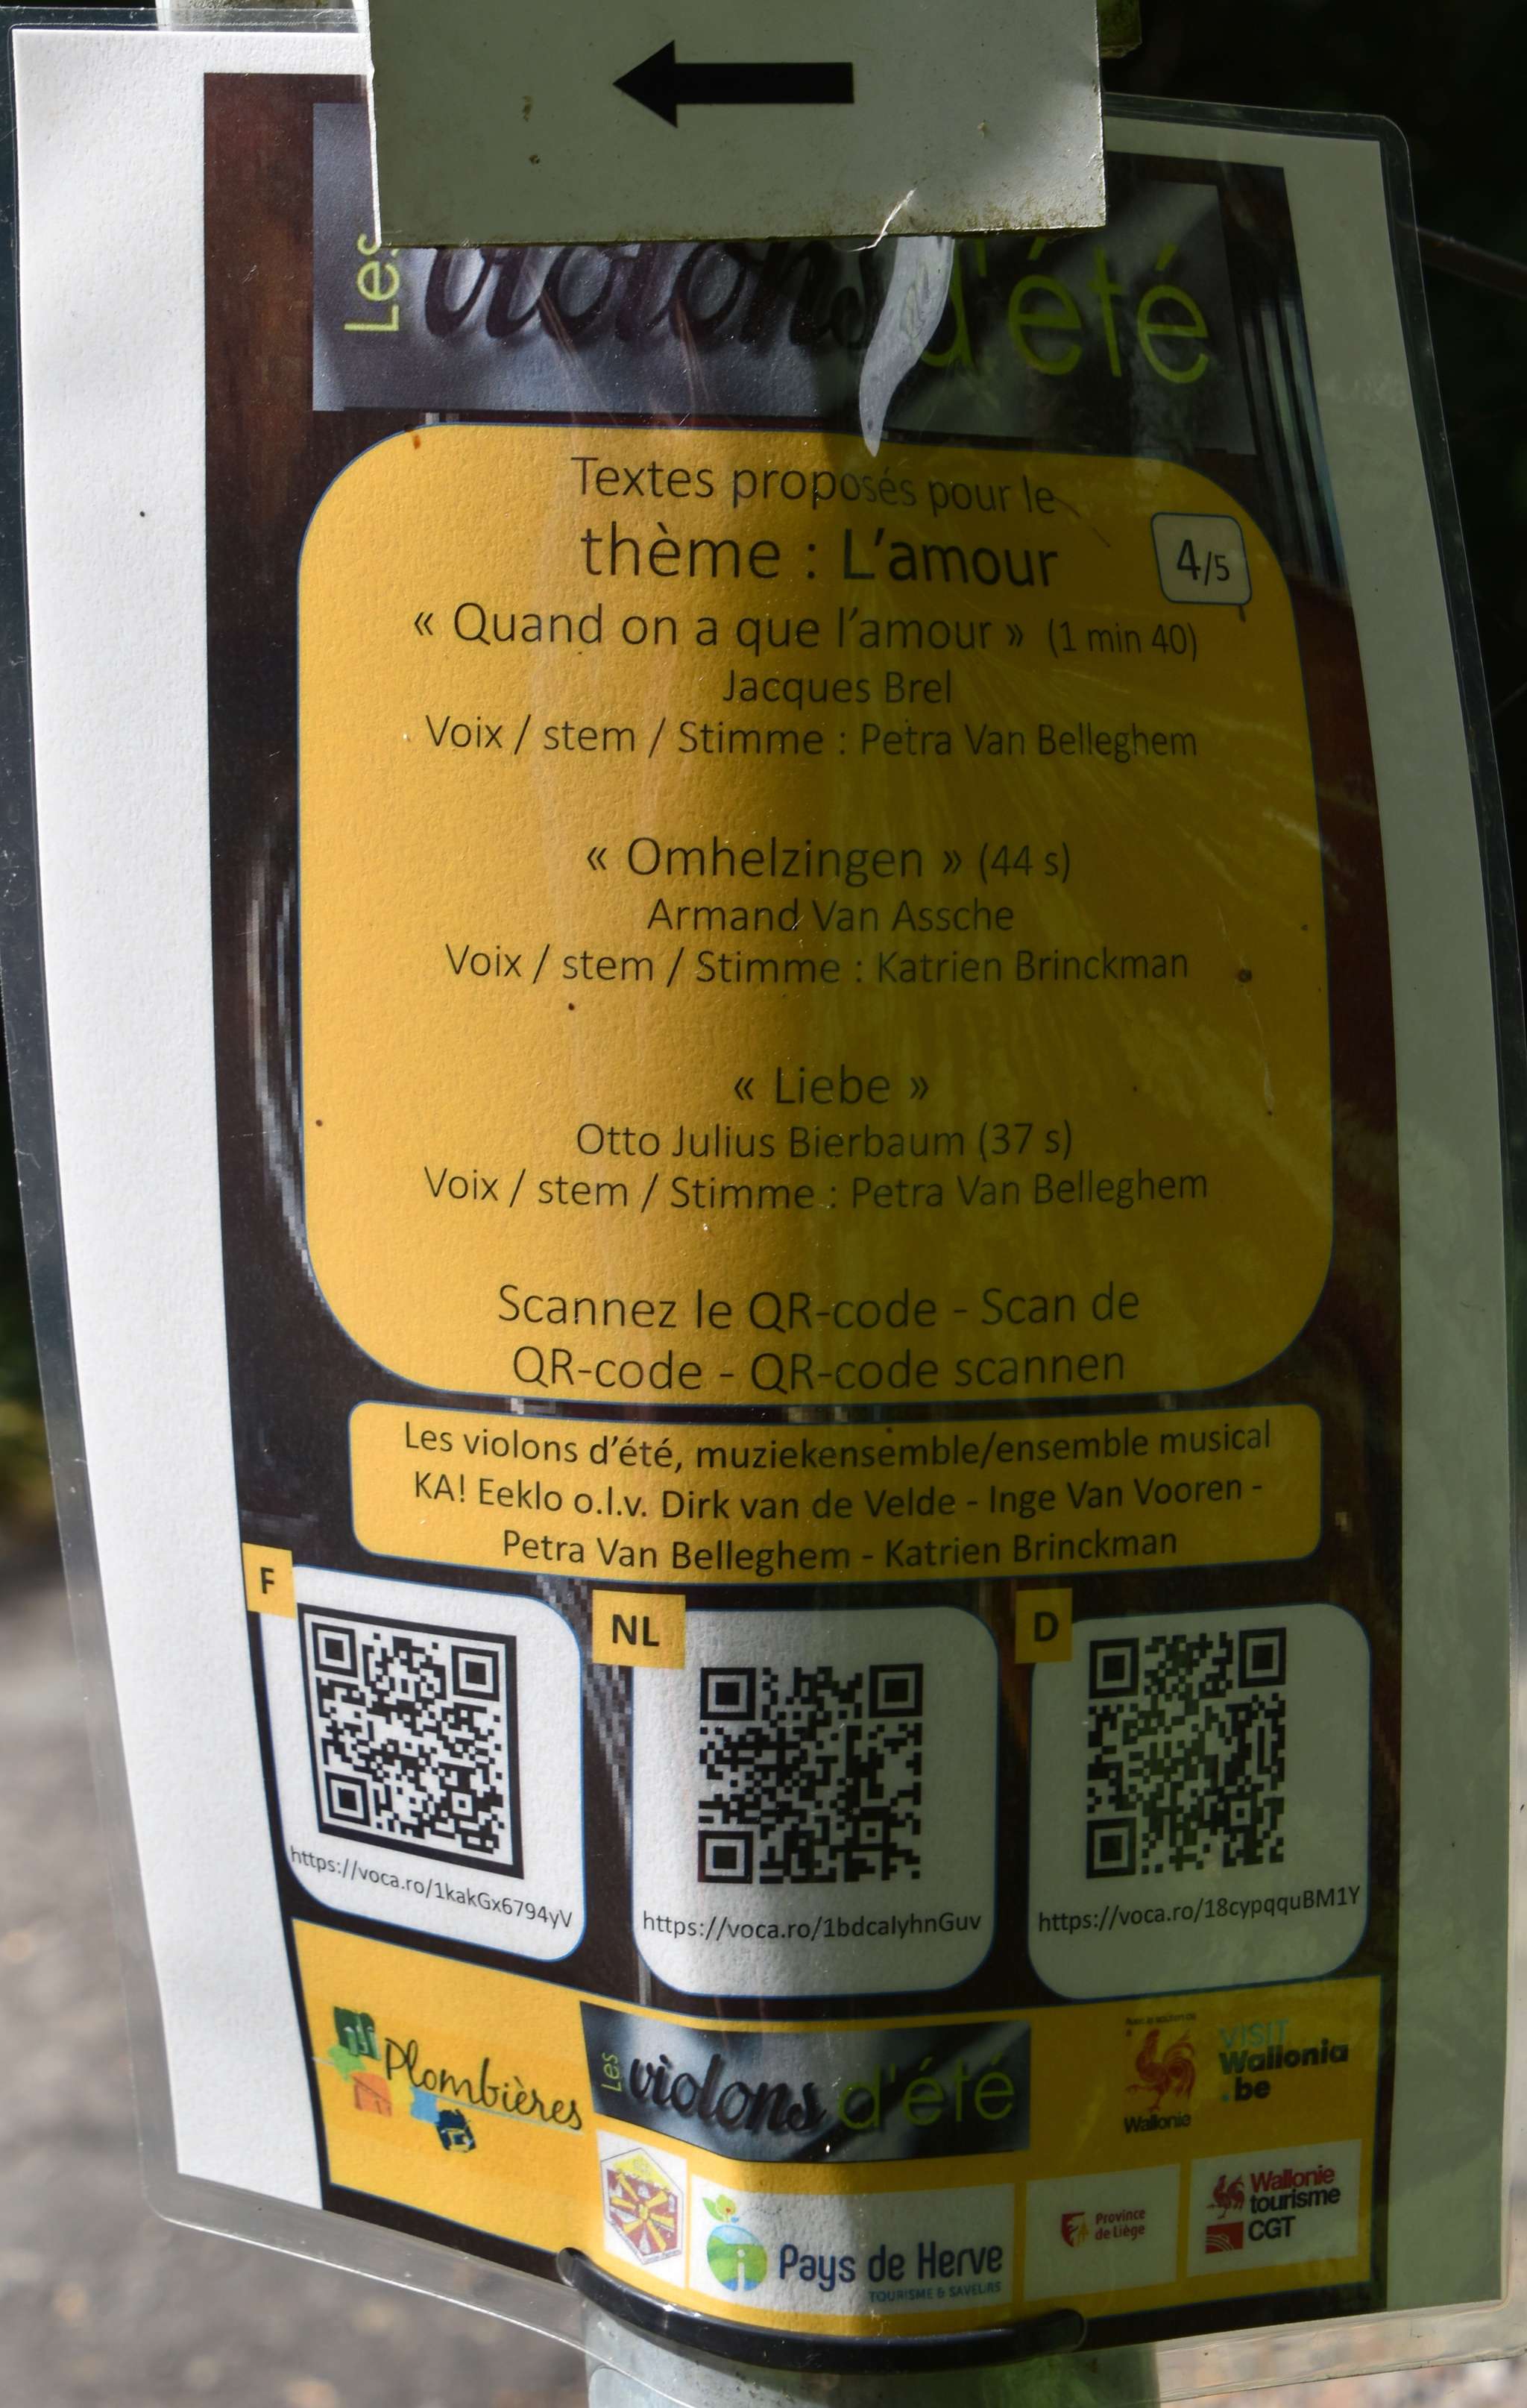 Les violons d'été
Textes proposés pour le
thème : L'amour
4/5
« Quand on a que l'amour » (1 min 40)
Jacques Brel
Voix / stem / Stimme : Petra Van Belleghem
« Omhelzingen » (44 s)
Armand Van Assche
Voix / stem / Stimme : Katrien Brinckman
« Liebe »
Otto Julius Bierbaum (37 s)
Voix / stem / Stimme : Petra Van Belleghem
Scannez le QR-code - Scan de
QR-code - QR-code scannen
Les violons d'été, muziekensemble/ensemble musical
KA! Eeklo o.l.v. Dirk van de Velde - Inge Van Vooren -
Petra Van Belleghem - Katrien Brinckman
F
NL
D
https://voca.ro/1kakGx6794yV
https://voca.ro/1bdcaIyhnGuv
https://voca.ro/18cypqquBM1Y
Plombières
Les violons d'été
Wallonie
VISIT
Wallonia
.be
Pays de Herve
TOURISME & SAVEURS
Province
de Liège
Wallonie
tourisme
CGT